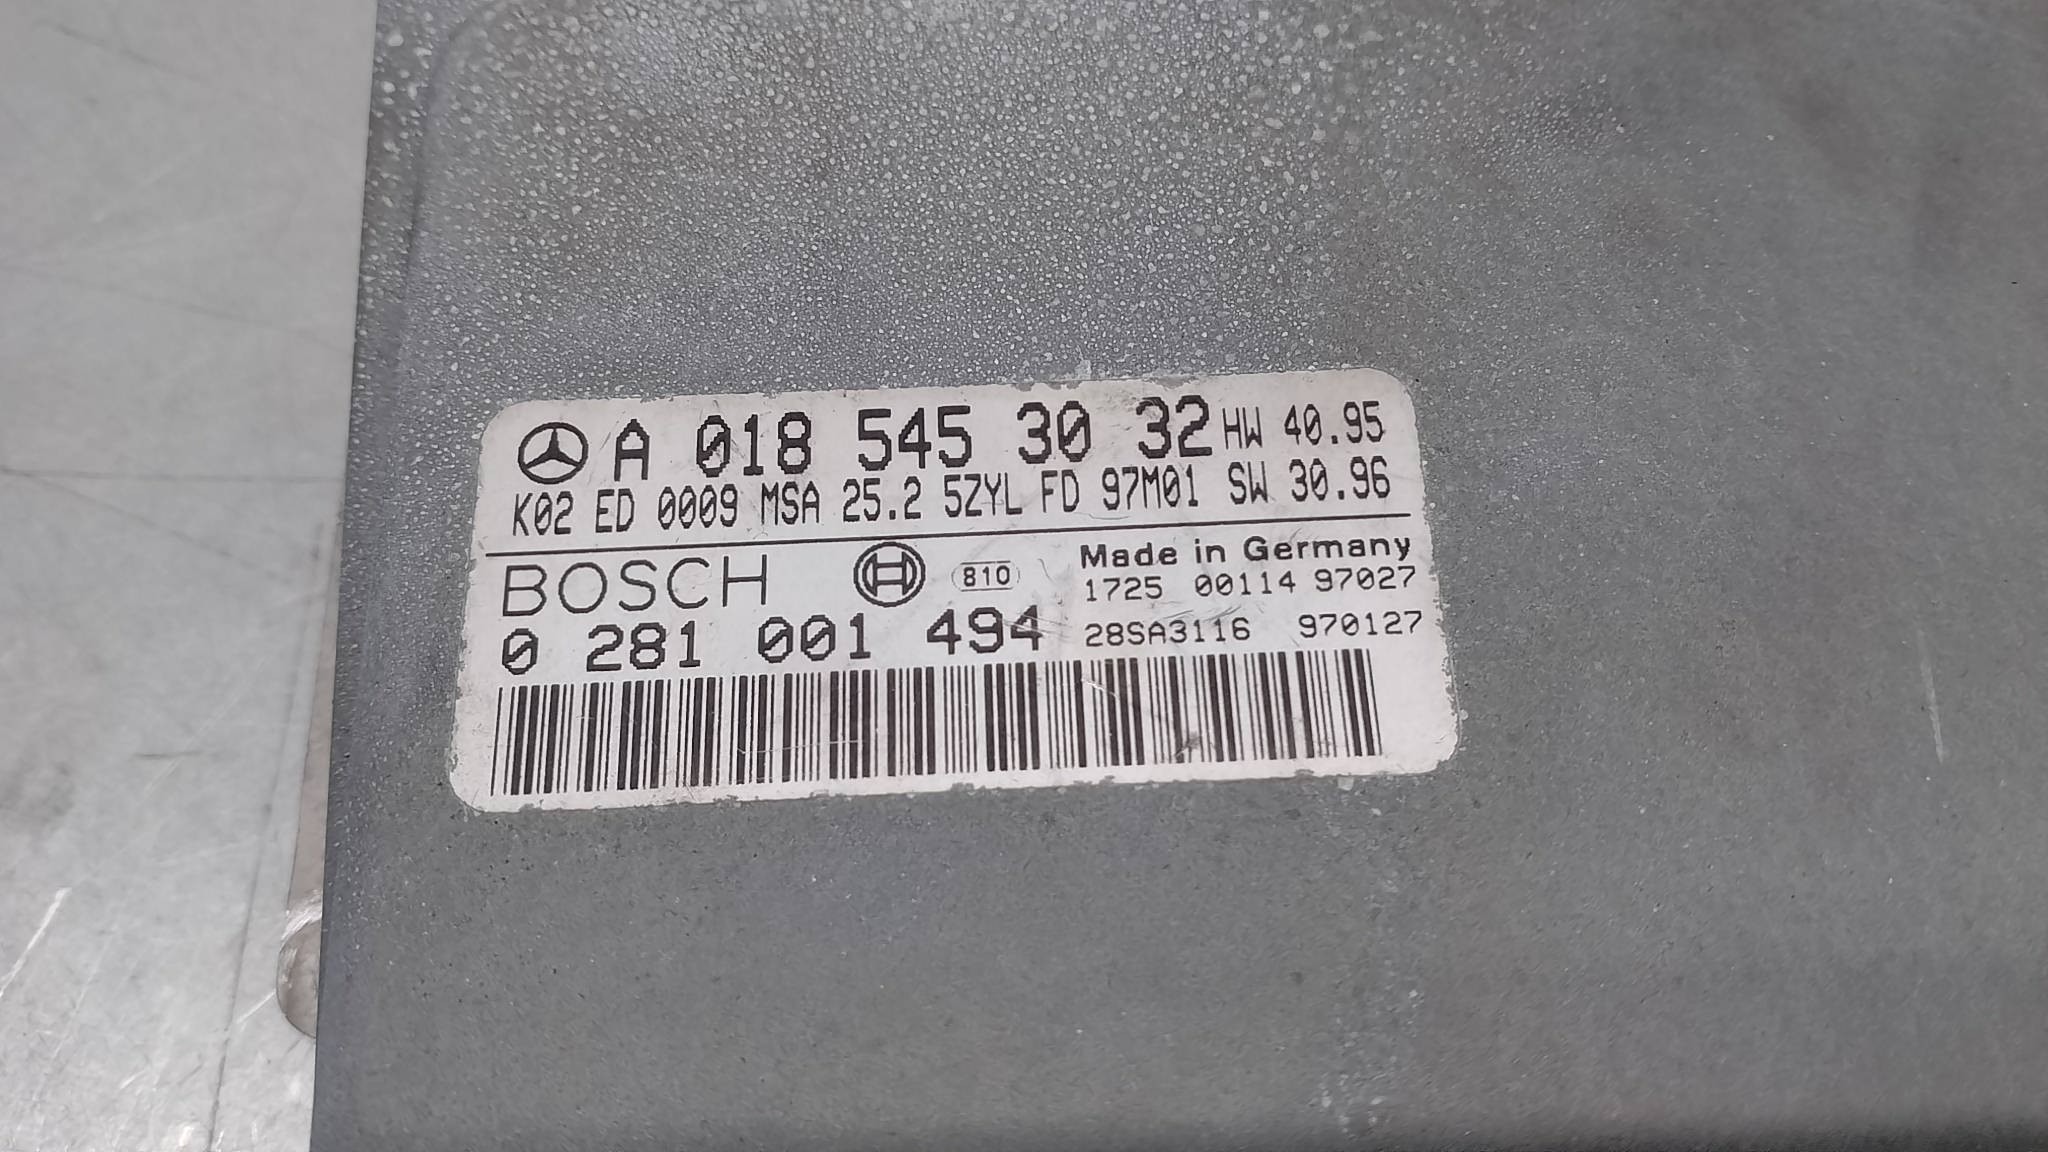 A 018 545 30 32 HW 40.95
K02 ED 0009 MSA 25.2 5ZYL FD 97M01 SW 30.96
BOSCH 810 Made in Germany
1725 00114 97027
0 281 001 494 28SA3116 970127